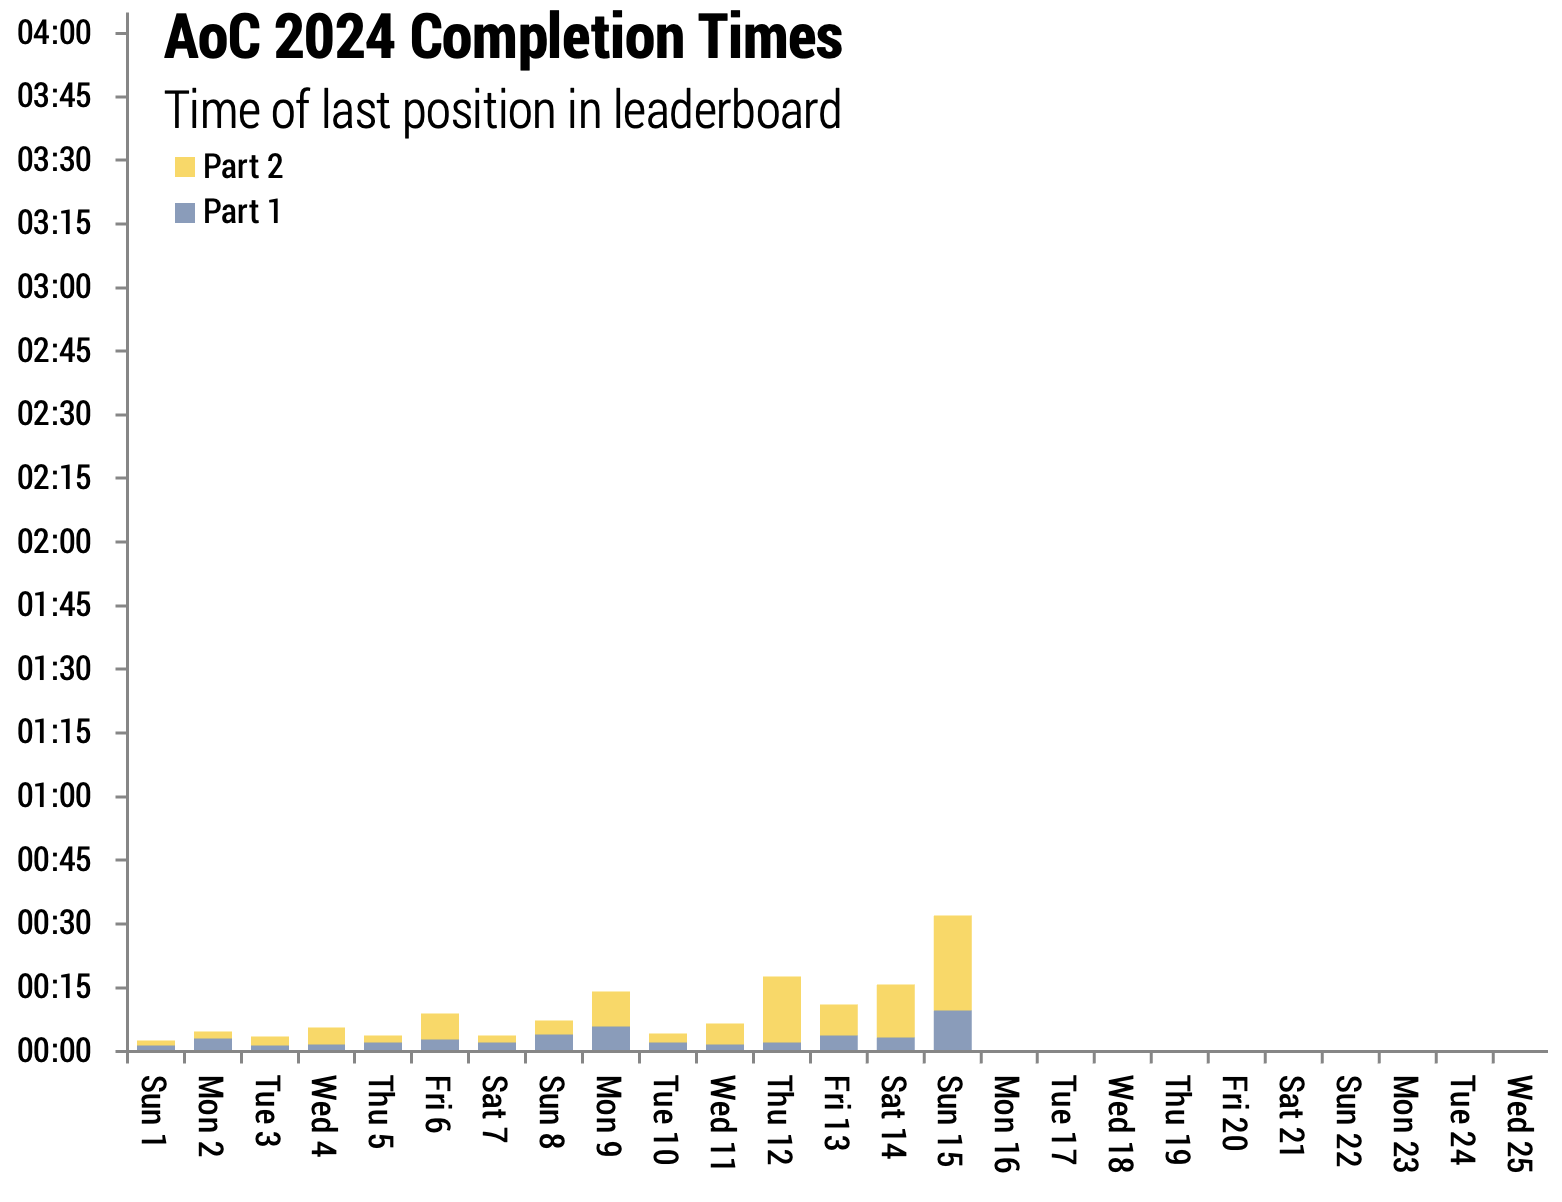 AoC 2024 Completion Times
Time of last position in leaderboard
Part 2
Part 1
04:00
03:45
03:30
03:15
03:00
02:45
02:30
02:15
02:00
01:45
01:30
01:15
01:00
00:45
00:30
00:15
00:00
Sun 1
Mon 2
Tue 3
Wed 4
Thu 5
Fri 6
Sat 7
Sun 8
Mon 9
Tue 10
Wed 11
Thu 12
Fri 13
Sat 14
Sun 15
Mon 16
Tue 17
Wed 18
Thu 19
Fri 20
Sat 21
Sun 22
Mon 23
Tue 24
Wed 25